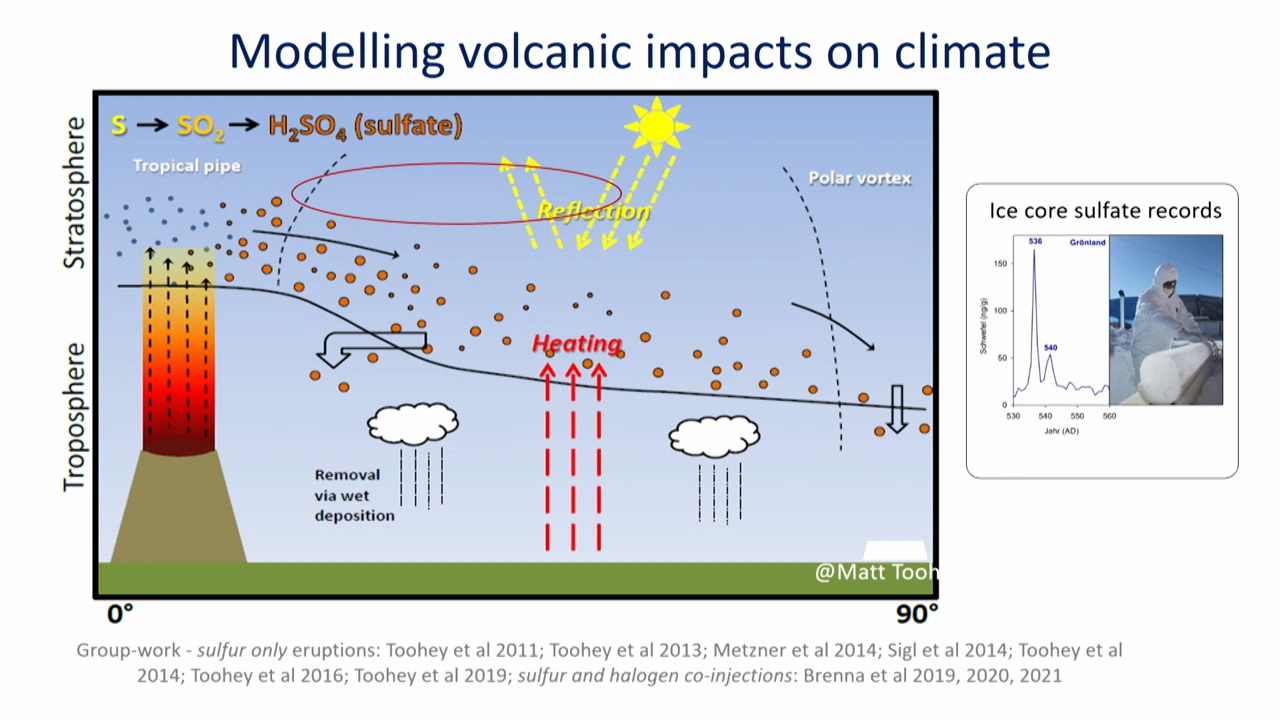 Modelling volcanic impacts on climate
Stratosphere
Troposphere
S → SO₂ → H₂SO₄ (sulfate)
Tropical pipe
Reflection
Polar vortex
Heating
Removal
via wet
deposition
@Matt Tooh
0°
90°
Ice core sulfate records
536
Grönland
540
150
100
50
0
Schwefel (ng/g)
530
540
550
560
Jahr (AD)
Group-work - sulfur only eruptions: Toohey et al 2011; Toohey et al 2013; Metzner et al 2014; Sigl et al 2014; Toohey et al
2014; Toohey et al 2016; Toohey et al 2019; sulfur and halogen co-injections: Brenna et al 2019, 2020, 2021